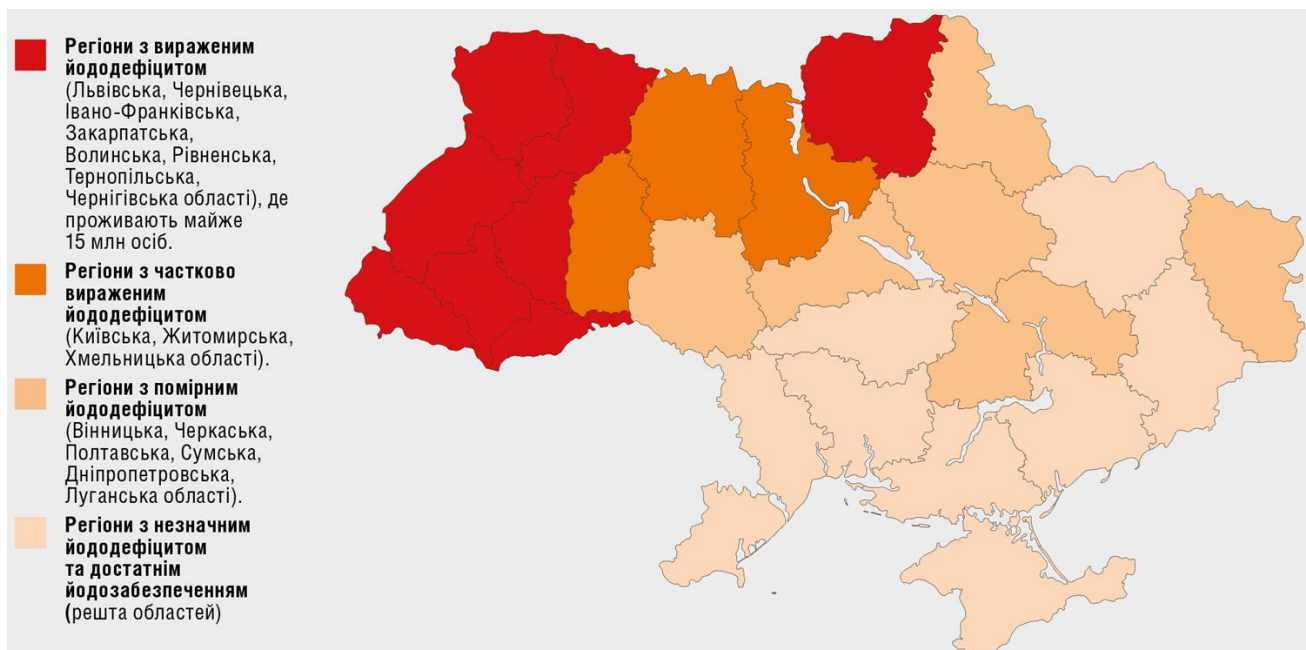 Регіони з вираженим
йододефіцитом
(Львівська, Чернівецька,
Івано-Франківська,
Закарпатська,
Волинська, Рівненська,
Тернопільська,
Чернігівська області), де
проживають майже
15 млн осіб.
Регіони з частково
вираженим
йододефіцитом
(Київська, Житомирська,
Хмельницька області).
Регіони з помірним
йододефіцитом
(Вінницька, Черкаська,
Полтавська, Сумська,
Дніпропетровська,
Луганська області).
Регіони з незначним
йододефіцитом
та достатнім
йодозабезпеченням
(решта областей)